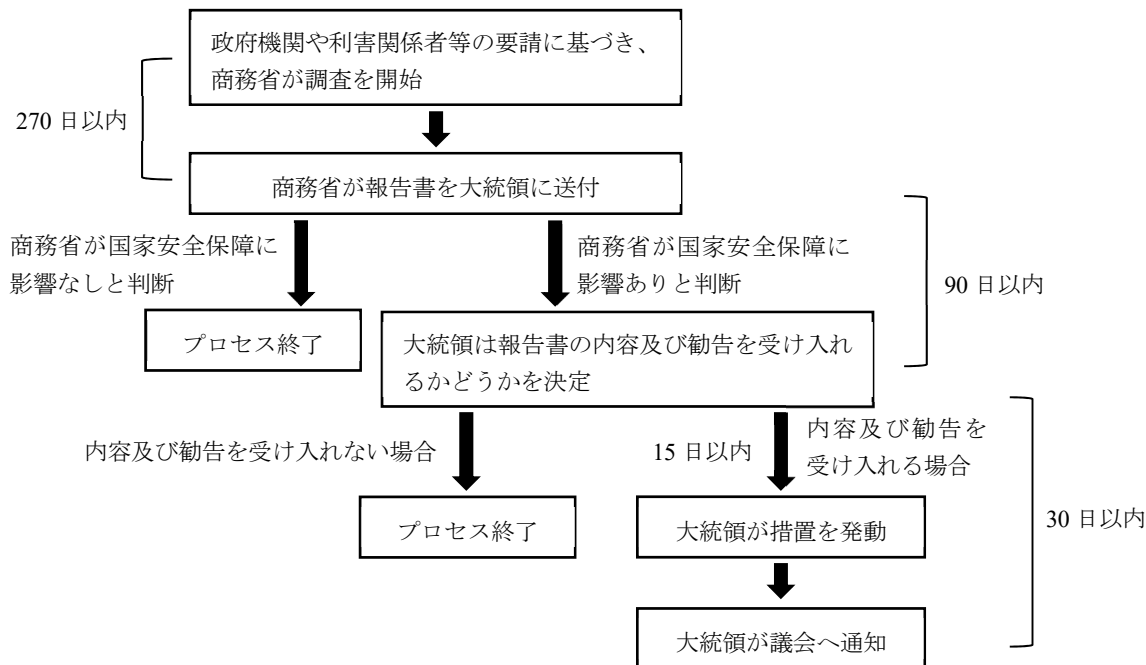 政府機関や利害関係者等の要請に基づき、
商務省が調査を開始
270 日以内
商務省が報告書を大統領に送付
商務省が国家安全保障に
影響なしと判断
商務省が国家安全保障に
影響ありと判断
90 日以内
プロセス終了
大統領は報告書の内容及び勧告を受け入れ
るかどうかを決定
内容及び勧告を受け入れない場合
15 日以内
内容及び勧告を
受け入れる場合
プロセス終了
大統領が措置を発動
30 日以内
大統領が議会へ通知